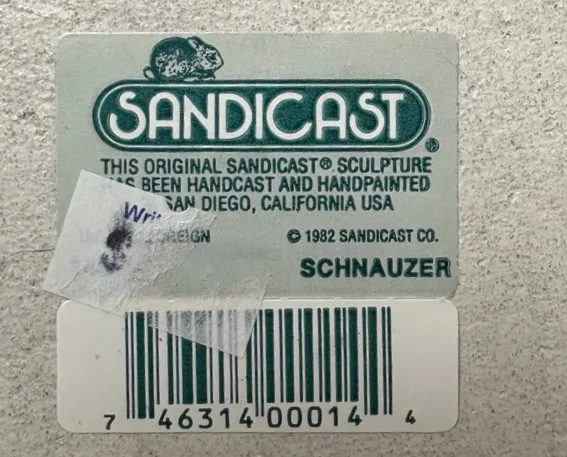 SANDICAST®
THIS ORIGINAL SANDICAST® SCULPTURE
BEEN HANDCAST AND HANDPAINTED
SAN DIEGO, CALIFORNIA USA
© 1982 SANDICAST CO.
SCHNAUZER
7 46314 00014 4